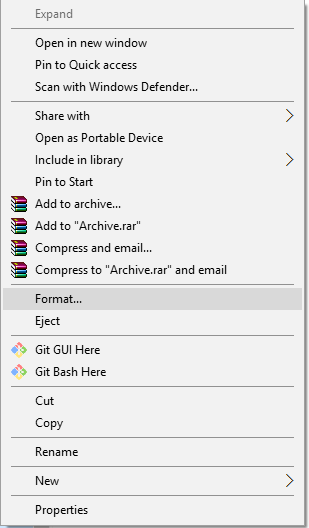 Expand
Open in new window
Pin to Quick access
Scan with Windows Defender...
Share with
Open as Portable Device
Include in library
Pin to Start
Add to archive...
Add to "Archive.rar"
Compress and email...
Compress to "Archive.rar" and email
Format...
Eject
Git GUI Here
Git Bash Here
Cut
Copy
Rename
New
Properties